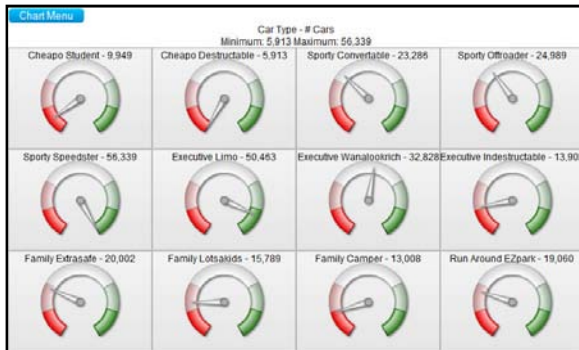 Chart Menu
Car Type - # Cars
Minimum: 5,913 Maximum: 56,339
Cheapo Student - 9,949
Cheapo Destructable - 5,913
Sporty Convertable - 23,286
Sporty Offroader - 24,989
Sporty Speedster - 56,339
Executive Limo - 50,463
Executive Wanalookrich - 32,828
Executive Indestructable - 13,90
Family Extrasafe - 20,002
Family Lotsakids - 15,789
Family Camper - 13,008
Run Around EZpark - 19,060